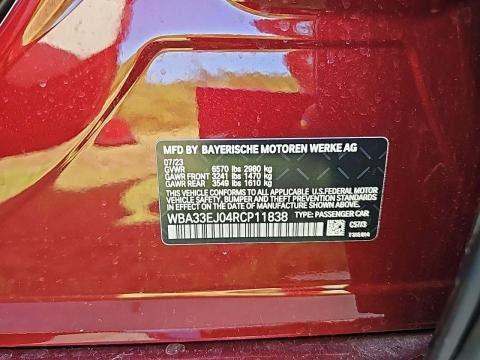 MFD BY BAYERISCHE MOTOREN WERKE AG
07/23
GVWR 6570 lbs 2980 kg
GAWR FRONT 3241 lbs 1470 kg
GAWR REAR 3549 lbs 1610 kg
THIS VEHICLE CONFORMS TO ALL APPLICABLE U.S.FEDERAL MOTOR
VEHICLE SAFETY, BUMPER AND THEFT PREVENTION STANDARDS
IN EFFECT ON THE DATE OF MANUFACTURE SHOWN ABOVE.
WBA33EJ04RCP11838 TYPE: PASSENGER CAR